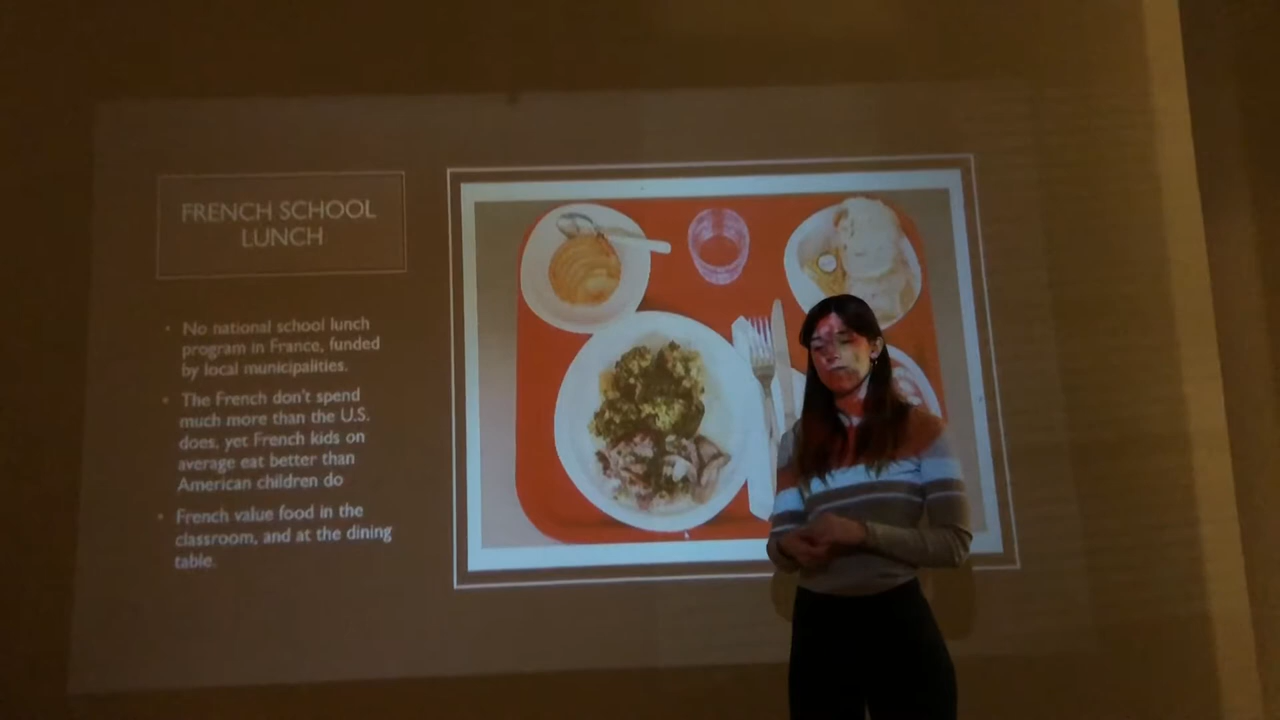 FRENCH SCHOOL
LUNCH
• No national school lunch
program in France, funded
by local municipalities.
• The French don't spend
much more than the U.S.
does, yet French kids on
average eat better than
American children do
• French value food in the
classroom, and at the dining
table.